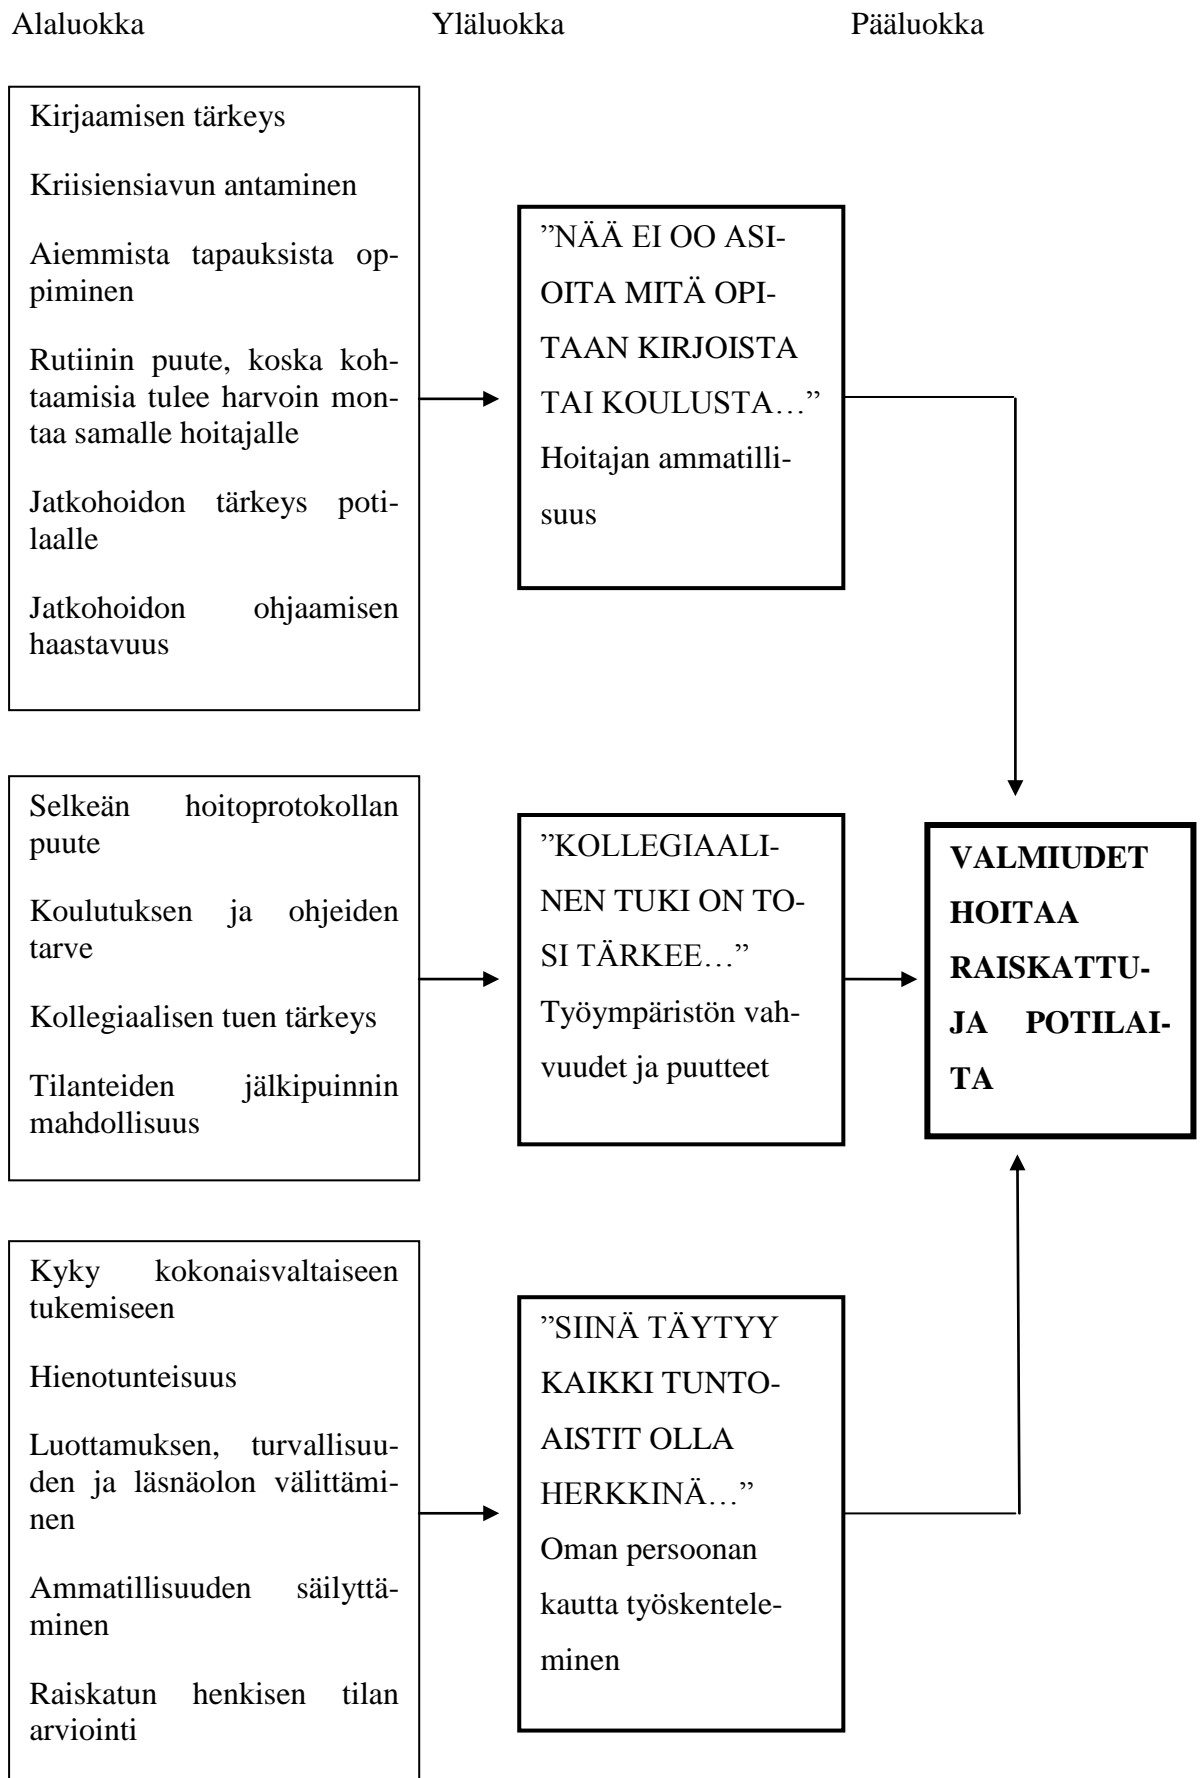 Alaluokka
Yläluokka
Pääluokka
Kirjaamisen tärkeys
Kriisiensiavun antaminen
Aiemmista tapauksista op-
piminen
Rutiinin puute, koska koh-
taamisia tulee harvoin mon-
taa samalle hoitajalle
Jatkohoidon tärkeys poti-
laalle
Jatkohoidon ohjaamisen
haastavuus
”NÄÄ EI OO ASI-
OITA MITÄ OPI-
TAAN KIRJOISTA
TAI KOULUSTA…”
Hoitajan ammatilli-
suus
Selkeän hoitoprotokollan
puute
Koulutuksen ja ohjeiden
tarve
Kollegiaalisen tuen tärkeys
Tilanteiden jälkipuinnin
mahdollisuus
”KOLLEGIAALI-
NEN TUKI ON TO-
SI TÄRKEE…”
Työympäristön vah-
vuudet ja puutteet
VALMIUDET
HOITAA
RAISKATTU-
JA POTILAI-
TA
Kyky kokonaisvaltaiseen
tukemiseen
Hienotunteisuus
Luottamuksen, turvallisuu-
den ja läsnäolon välittämi-
nen
Ammatillisuuden säilyttä-
minen
Raiskatun henkisen tilan
arviointi
”SIINÄ TÄYTYY
KAIKKI TUNTO-
AISTIT OLLA
HERKKINÄ…”
Oman persoonan
kautta työskentele-
minen